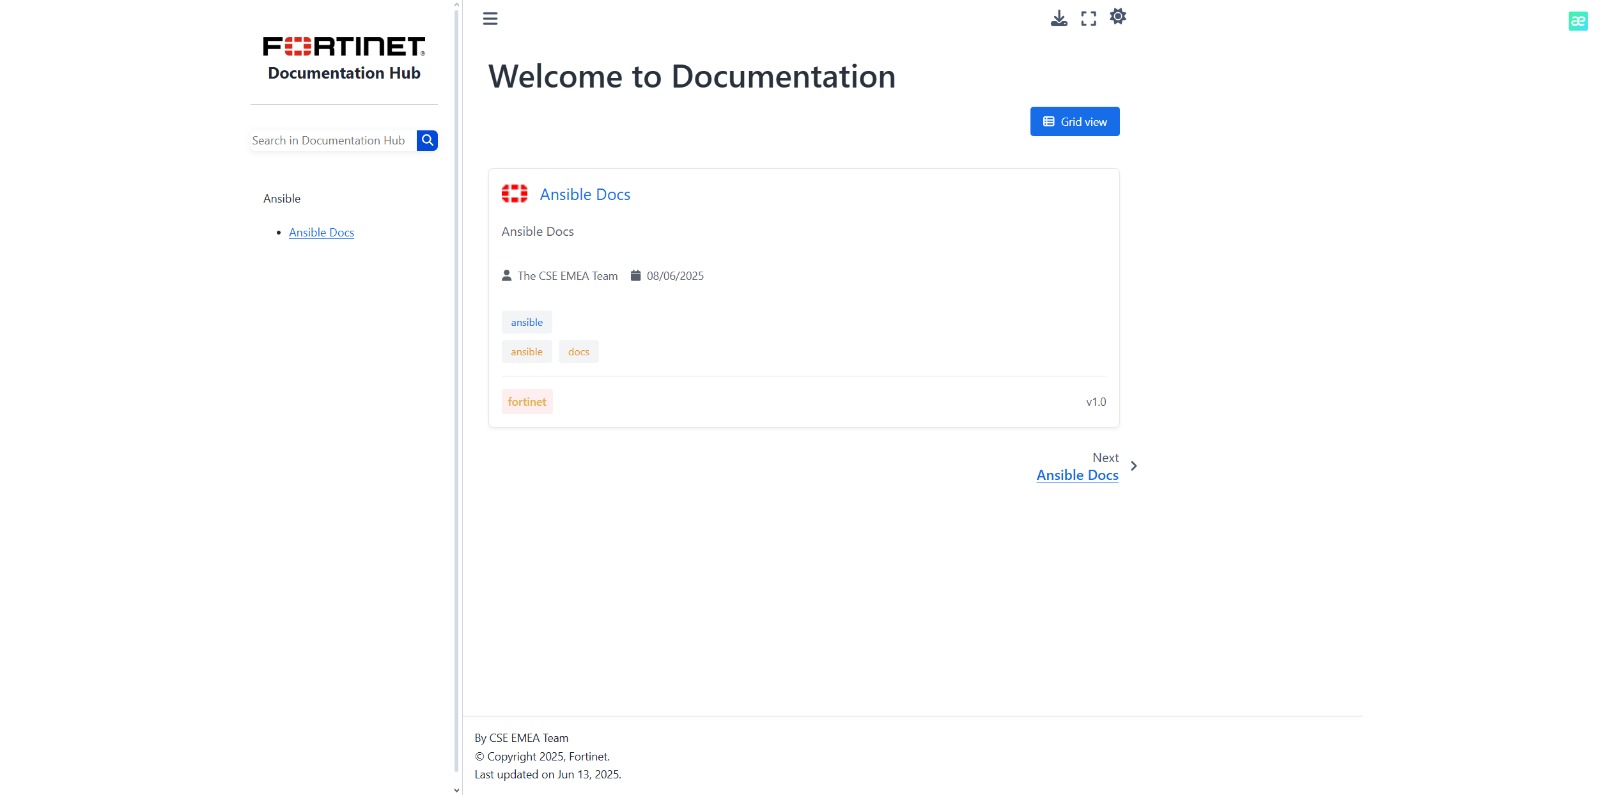 FORTINET®
Documentation Hub
Search in Documentation Hub
Ansible
Ansible Docs
Welcome to Documentation
Grid view
Ansible Docs
Ansible Docs
The CSE EMEA Team 08/06/2025
ansible
ansible docs
fortinet v1.0
Next
Ansible Docs
By CSE EMEA Team
© Copyright 2025, Fortinet.
Last updated on Jun 13, 2025.
æ